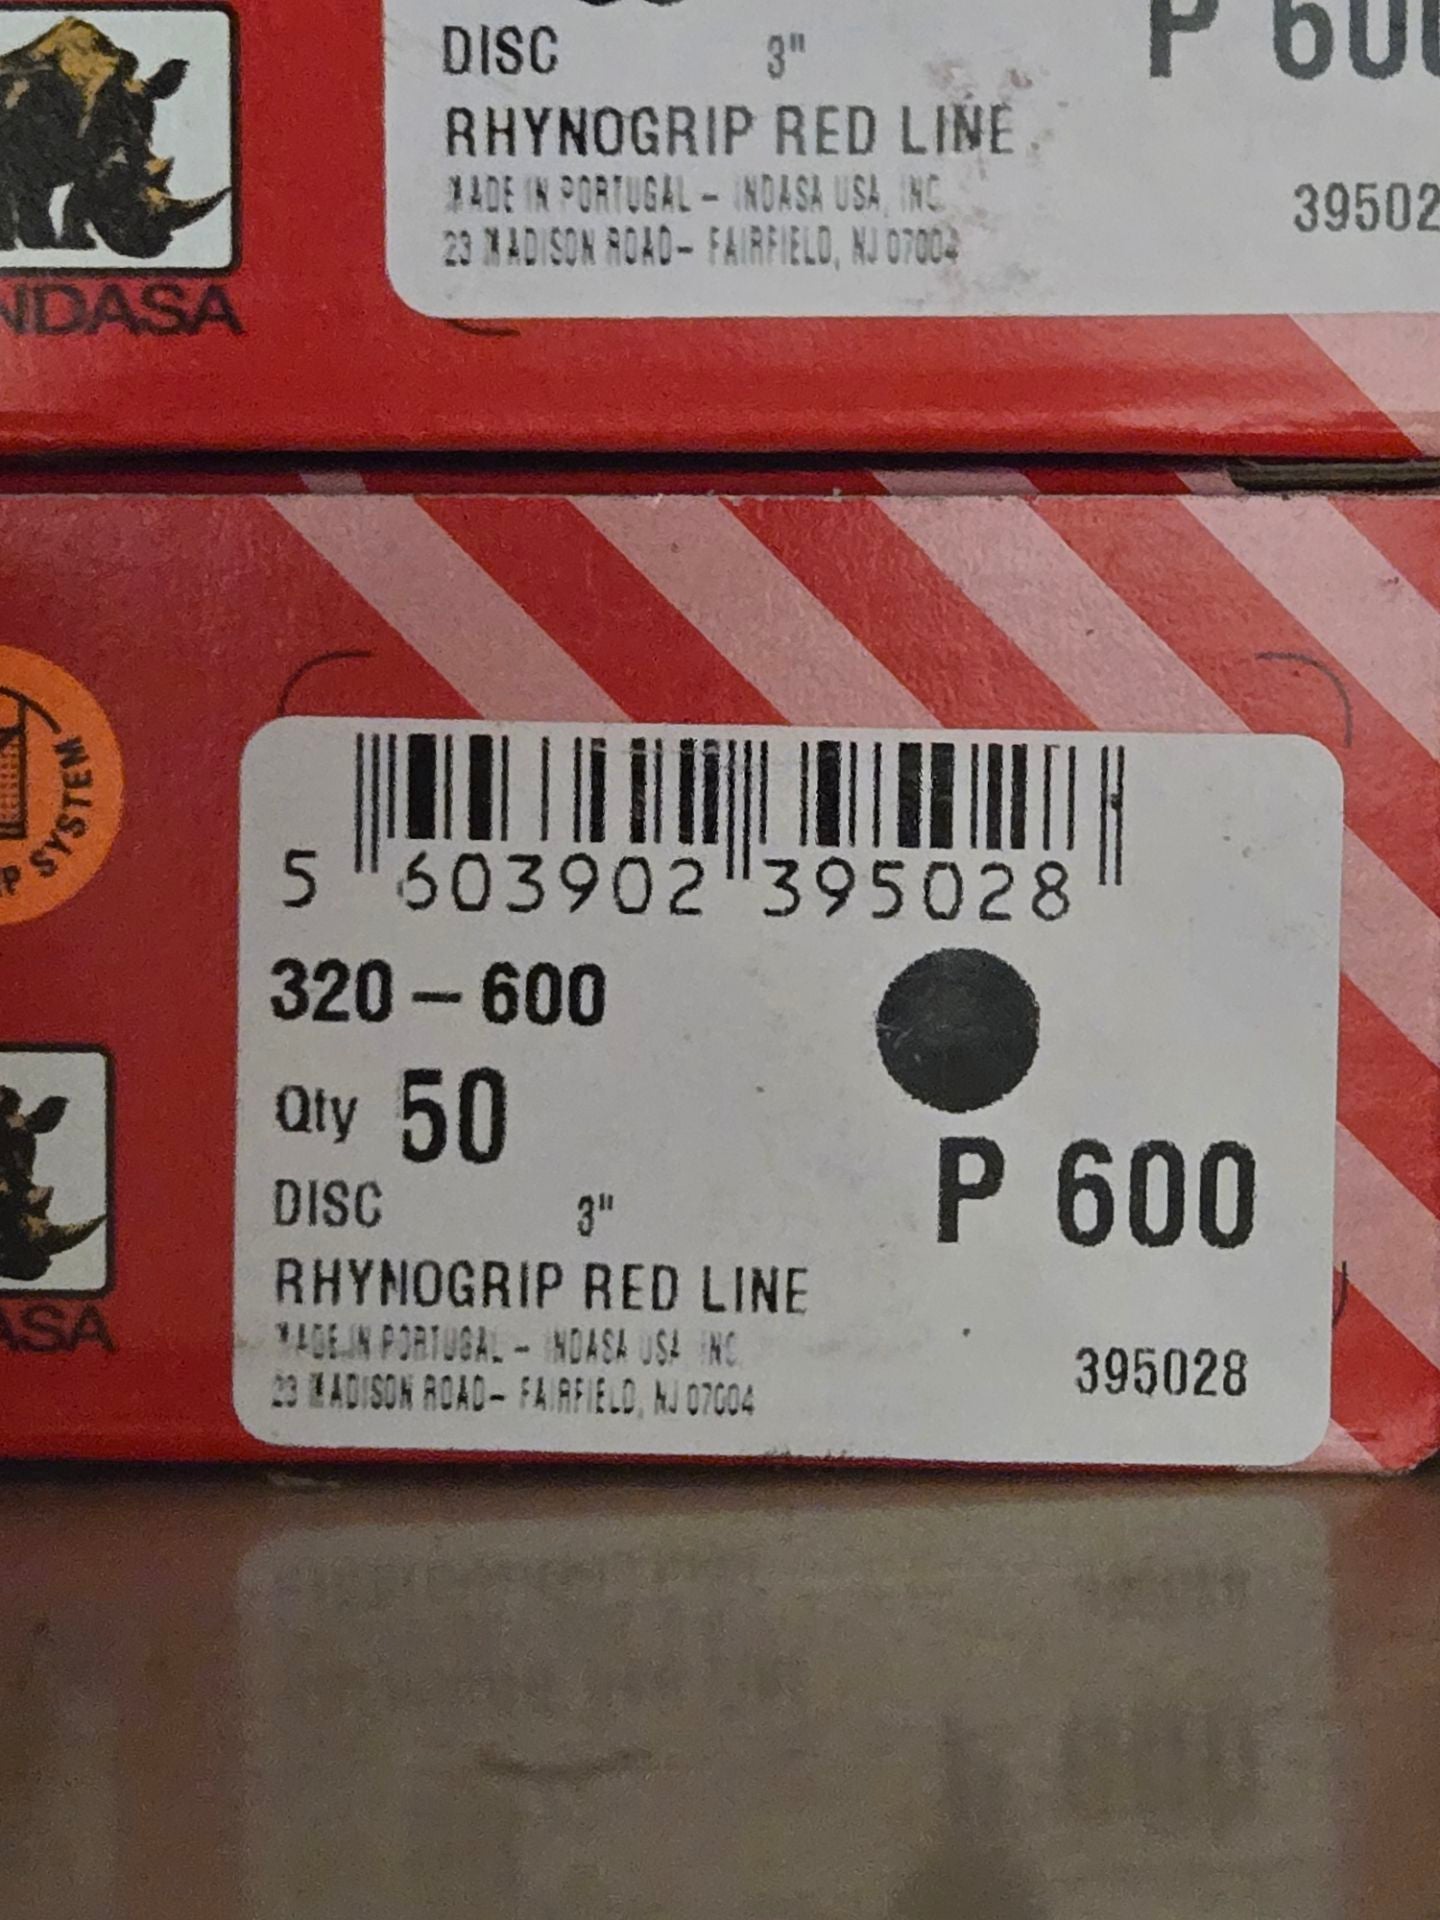 DISC 3" P 600
RHYNOGRIP RED LINE
MADE IN PORTUGAL – INDASA USA, INC.
23 MADISON ROAD– FAIRFIELD, NJ 07004
39502
NDASA
SYSTEM
5 603902 395028
320 – 600
Qty 50
DISC 3"
P 600
RHYNOGRIP RED LINE
MADE IN PORTUGAL – INDASA USA, INC.
23 MADISON ROAD– FAIRFIELD, NJ 07004
395028
ASA